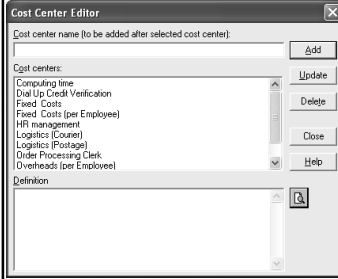 Cost Center Editor
Cost center name (to be added after selected cost center):
Add
Cost centers:
Update
Computing time
Dial Up Credit Verification
Fixed Costs
Delete
Fixed Costs (per Employee)
HR management
Logistics (Courier)
Close
Logistics (Postage)
Order Processing Clerk
Overheads (per Employee)
Help
Definition